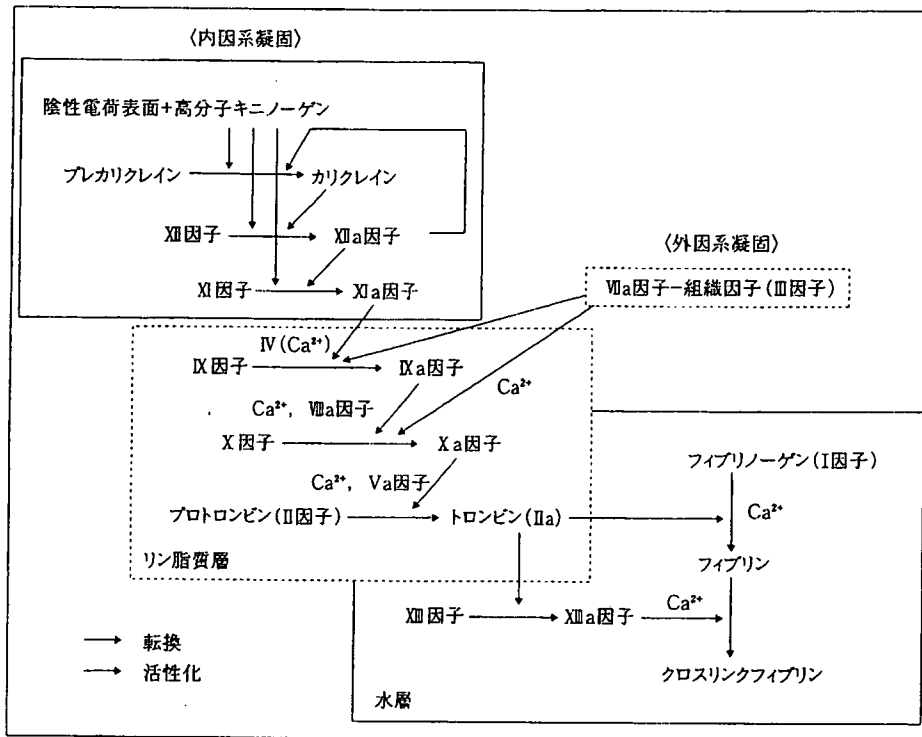 〈内因系凝固〉
陰性電荷表面+高分子キニノーゲン
プレカリクレイン
カリクレイン
XII因子
XIIa因子
XI因子
XIa因子
〈外因系凝固〉
VIIa因子−組織因子(III因子)
IV(Ca²⁺)
IX因子
IXa因子
Ca²⁺
Ca²⁺, VIIIa因子
X因子
Xa因子
フィブリノーゲン(I因子)
Ca²⁺, Va因子
プロトロンビン(II因子)
トロンビン(IIa)
Ca²⁺
リン脂質層
フィブリン
XIII因子
XIIIa因子
Ca²⁺
転換
活性化
クロスリンクフィブリン
水層